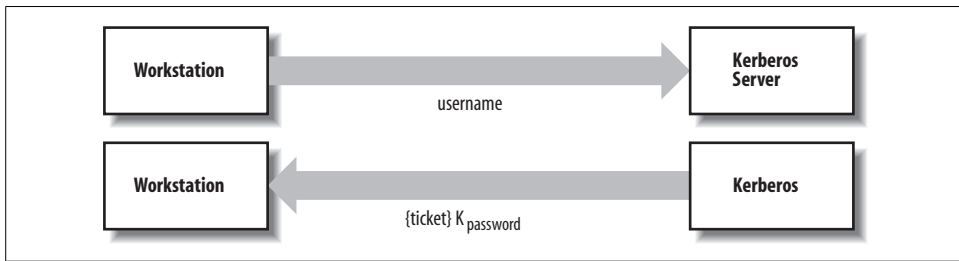 Workstation
Kerberos
Server
username
Workstation
Kerberos
{ticket} K password